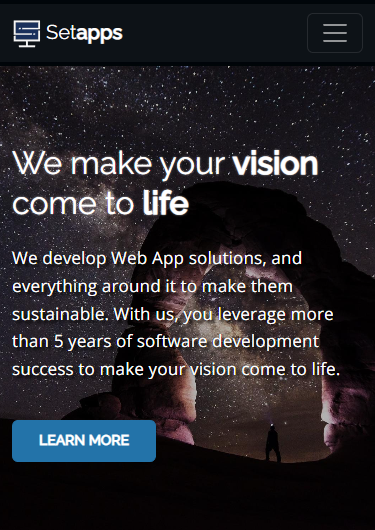 Setapps
We make your vision
come to life
We develop Web App solutions, and
everything around it to make them
sustainable. With us, you leverage more
than 5 years of software development
success to make your vision come to life.
LEARN MORE